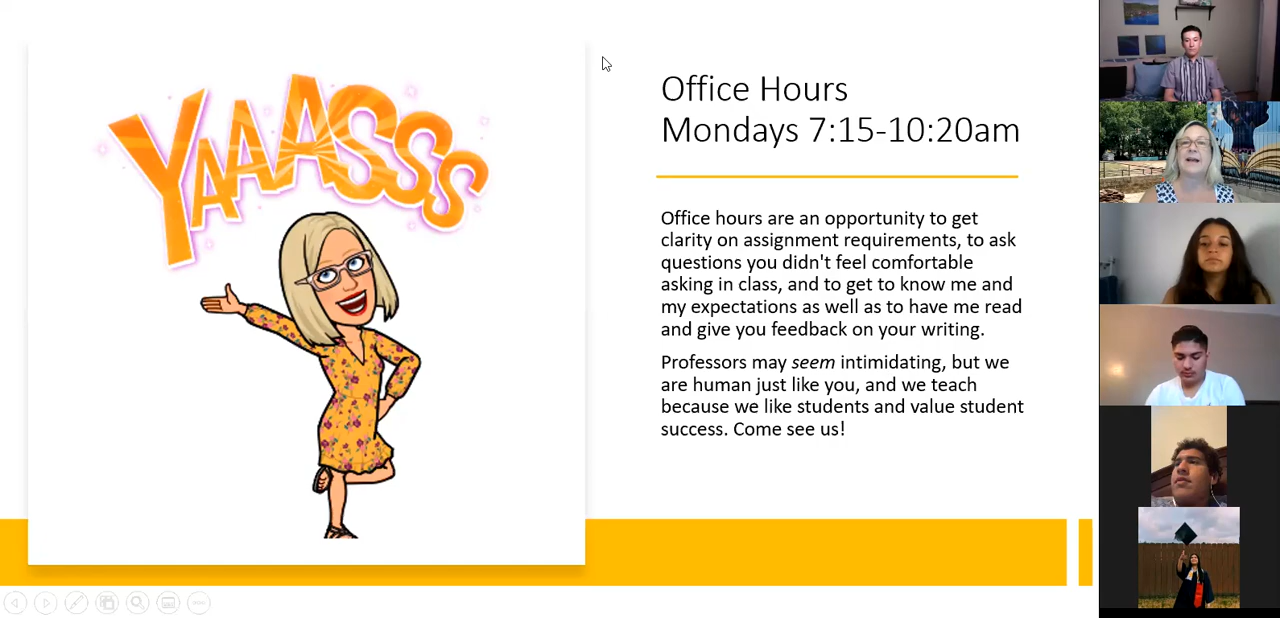 YAAASSS
Office Hours
Mondays 7:15-10:20am
Office hours are an opportunity to get
clarity on assignment requirements, to ask
questions you didn't feel comfortable
asking in class, and to get to know me and
my expectations as well as to have me read
and give you feedback on your writing.
Professors may seem intimidating, but we
are human just like you, and we teach
because we like students and value student
success. Come see us!